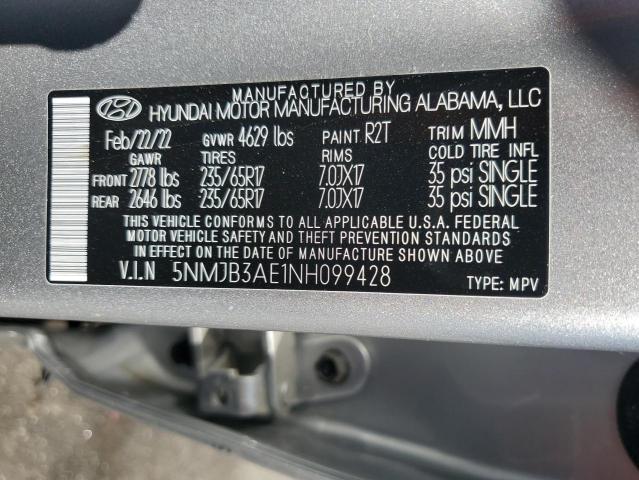 MANUFACTURED BY
HYUNDAI MOTOR MANUFACTURING ALABAMA, LLC
Feb/22/22 GVWR 4629 lbs PAINT R2T TRIM MMH
GAWR TIRES RIMS COLD TIRE INFL
FRONT 2778 lbs 235/65R17 7.0JX17 35 psi SINGLE
REAR 2646 lbs 235/65R17 7.0JX17 35 psi SINGLE
THIS VEHICLE CONFORMS TO ALL APPLICABLE U.S.A. FEDERAL
MOTOR VEHICLE SAFETY AND THEFT PREVENTION STANDARDS
IN EFFECT ON THE DATE OF MANUFACTURE SHOWN ABOVE.
V.I.N 5NMJB3AE1NH099428 TYPE: MPV